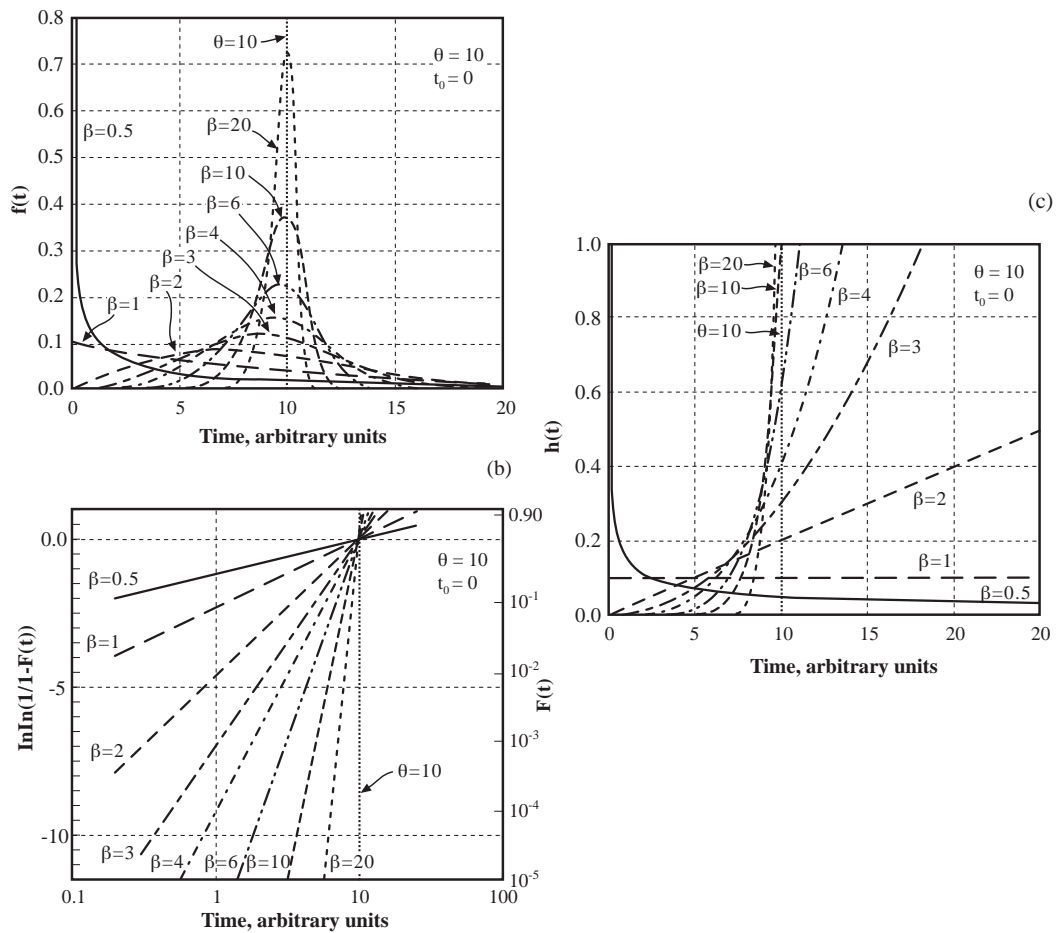 0.8
0.7
0.6
0.5
0.4
0.3
0.2
0.1
0.0
f(t)
θ=10
θ = 10
t₀ = 0
β=0.5
β=20
β=10
β=6
β=4
β=3
β=2
β=1
0
5
10
15
20
Time, arbitrary units
(b)
0.0
-5
-10
lnln(1/1-F(t))
β=0.5
β=1
β=2
β=3
β=4
β=6
β=10
β=20
θ=10
θ = 10
t₀ = 0
0.90
10⁻¹
10⁻²
10⁻³
10⁻⁴
10⁻⁵
F(t)
0.1
1
10
100
Time, arbitrary units
(c)
1.0
0.8
0.6
0.4
0.2
0.0
h(t)
β=20
β=10
θ=10
β=6
β=4
β=3
β=2
β=1
β=0.5
θ = 10
t₀ = 0
0
5
10
15
20
20
Time, arbitrary units